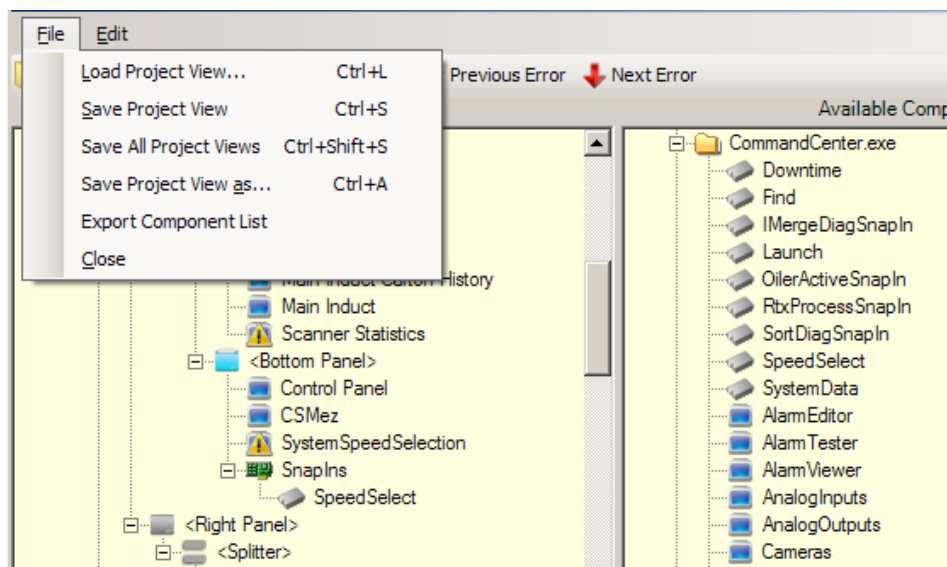 File Edit
Load Project View... Ctrl+L
Save Project View Ctrl+S
Save All Project Views Ctrl+Shift+S
Save Project View as... Ctrl+A
Export Component List
Close
Previous Error Next Error
Main Induct Carton History
Main Induct
Scanner Statistics
<Bottom Panel>
Control Panel
CSMez
SystemSpeedSelection
SnapIns
SpeedSelect
<Right Panel>
<Splitter>
Available Comp
CommandCenter.exe
Downtime
Find
IMergeDiagSnapIn
Launch
OilerActiveSnapIn
RtxProcessSnapIn
SortDiagSnapIn
SpeedSelect
SystemData
AlarmEditor
AlarmTester
AlarmViewer
AnalogInputs
AnalogOutputs
Cameras